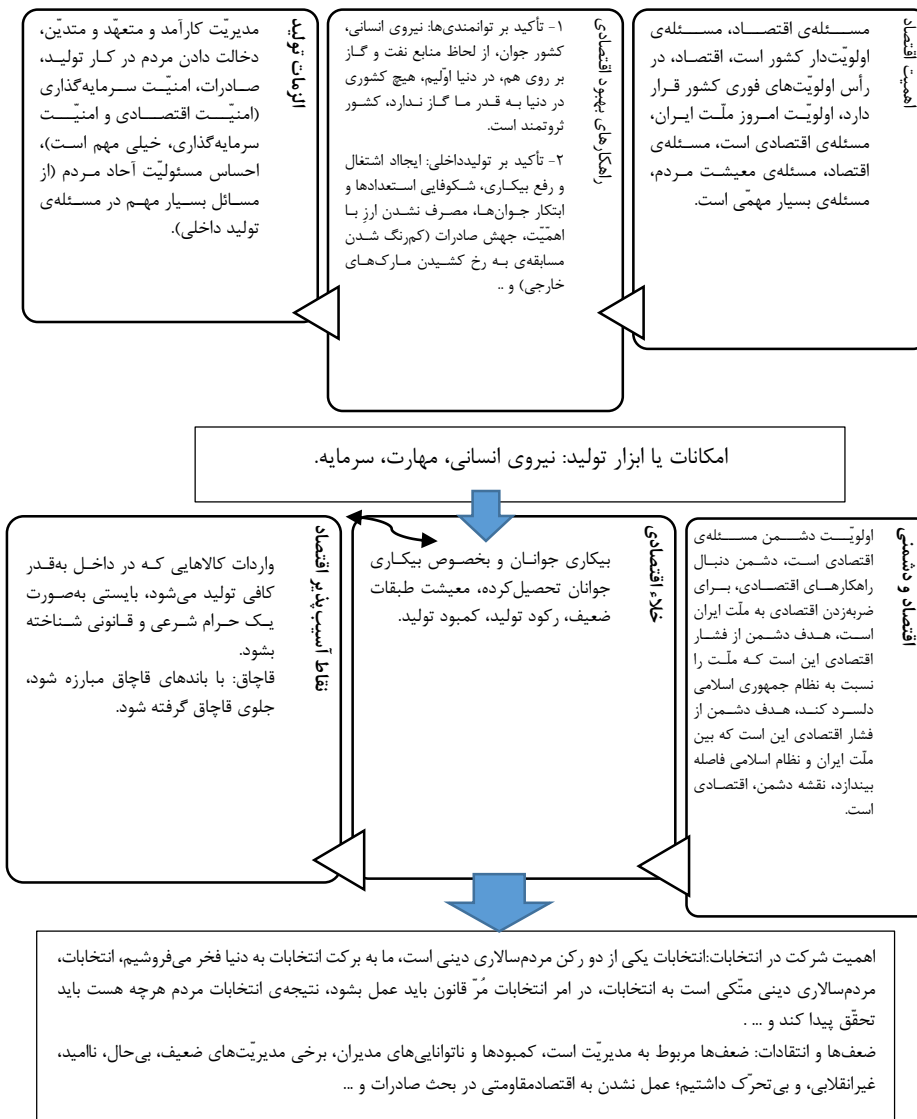 اهمیت اقتصاد
مسئله‌ی اقتصاد، مسئله‌ی
اولویّت‌دار کشور است، اقتصاد، در
رأس اولویّت‌های فوری کشور قرار
دارد، اولویّت امروز ملّت ایران،
مسئله‌ی اقتصادی است، مسئله‌ی
اقتصاد، مسئله‌ی معیشت مردم،
مسئله‌ی بسیار مهمّی است.
راهکارهای بهبود اقتصادی
۱- تأکید بر توانمندی‌ها: نیروی انسانی،
کشور جوان، از لحاظ منابع نفت و گاز
بر روی هم، در دنیا اوّلیم، هیچ کشوری
در دنیا به قدر ما گاز ندارد، کشور
ثروتمند است.
۲- تأکید بر تولیدداخلی: ایجااد اشتغال
و رفع بیکاری، شکوفایی استعدادها و
ابتکار جوان‌ها، مصرف نشدن ارزِ با
اهمّیّت، جهش صادرات (کم‌رنگ شدن
مسابقه‌ی به رخ کشیدن مارک‌های
خارجی) و ..
الزمات تولید
مدیریّت کارآمد و متعهّد و متدیّن،
دخالت دادن مردم در کار تولید،
صادرات، امنیّت سرمایه‌گذاری
(امنیّت اقتصادی و امنیّت
سرمایه‌گذاری، خیلی مهم است)،
احساس مسئولیّت آحاد مردم (از
مسائل بسیار مهم در مسئله‌ی
تولید داخلی).
امکانات یا ابزار تولید: نیروی انسانی، مهارت، سرمایه.
اقتصاد و دشمنی
اولویّت دشمن مسئله‌ی
اقتصادی است، دشمن دنبال
راهکارهای اقتصادی، برای
ضربه‌زدن اقتصادی به ملّت ایران
است، هدف دشمن از فشار
اقتصادی این است که ملّت را
نسبت به نظام جمهوری اسلامی
دلسرد کند، هدف دشمن از
فشار اقتصادی این است که بین
ملّت ایران و نظام اسلامی فاصله
بیندازد، نقشه دشمن، اقتصادی
است.
خلاء اقتصادی
بیکاری جوانان و بخصوص بیکاری
جوانان تحصیل‌کرده، معیشت طبقات
ضعیف، رکود تولید، کمبود تولید.
نقاط آسیب‌پذیر اقتصاد
واردات کالاهایی که در داخل به‌قدر
کافی تولید می‌شود، بایستی به‌صورت
یک حرام شرعی و قانونی شناخته
بشود.
قاچاق: با باندهای قاچاق مبارزه شود،
جلوی قاچاق گرفته شود.
اهمیت شرکت در انتخابات:انتخابات یکی از دو رکن مردم‌سالاری دینی است، ما به برکت انتخابات به دنیا فخر می‌فروشیم، انتخابات،
مردم‌سالاری دینی متّکی است به انتخابات، در امر انتخابات مُرّ قانون باید عمل بشود، نتیجه‌ی انتخابات مردم هرچه هست باید
تحقّق پیدا کند و ... .
ضعف‌ها و انتقادات: ضعف‌ها مربوط به مدیریّت است، کمبودها و ناتوانایی‌های مدیران، برخی مدیریّت‌های ضعیف، بی‌حال، ناامید،
غیرانقلابی، و بی‌تحرّک داشتیم؛ عمل نشدن به اقتصادمقاومتی در بحث صادرات و ...